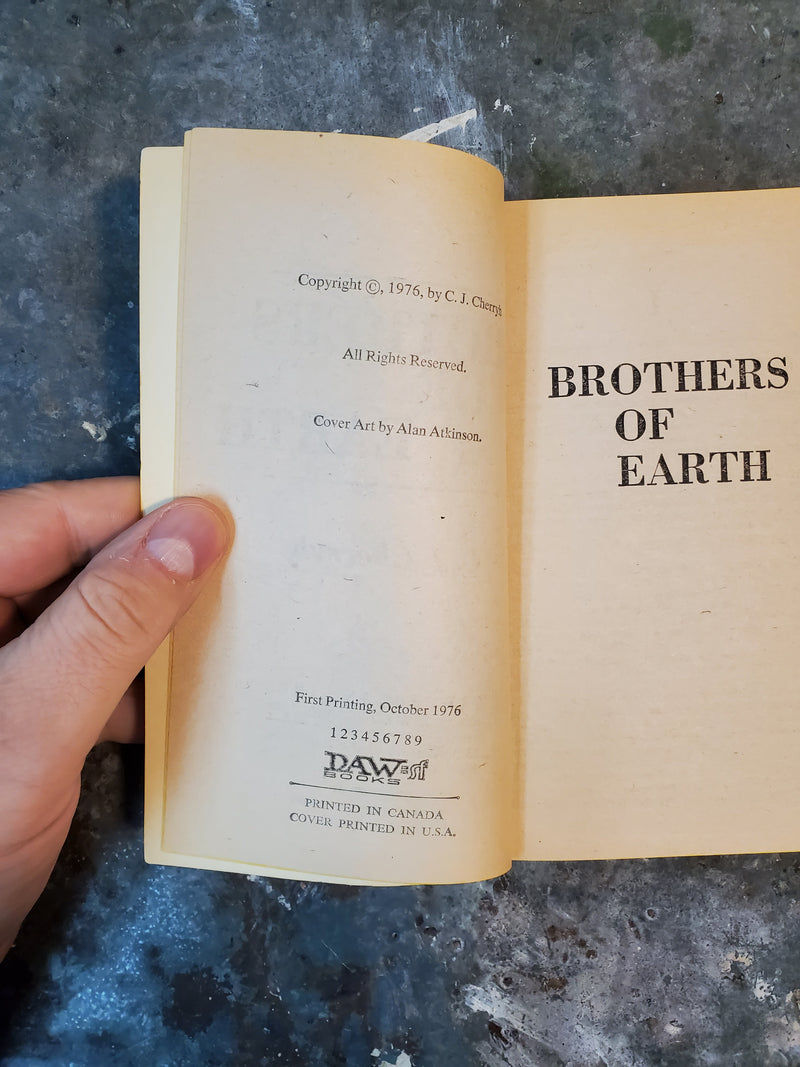 Copyright ©, 1976, by C. J. Cherryh
All Rights Reserved.
Cover Art by Alan Atkinson.
First Printing, October 1976
1 2 3 4 5 6 7 8 9
DAW=sf
BOOKS
PRINTED IN CANADA
COVER PRINTED IN U.S.A.
BROTHERS
OF
EARTH